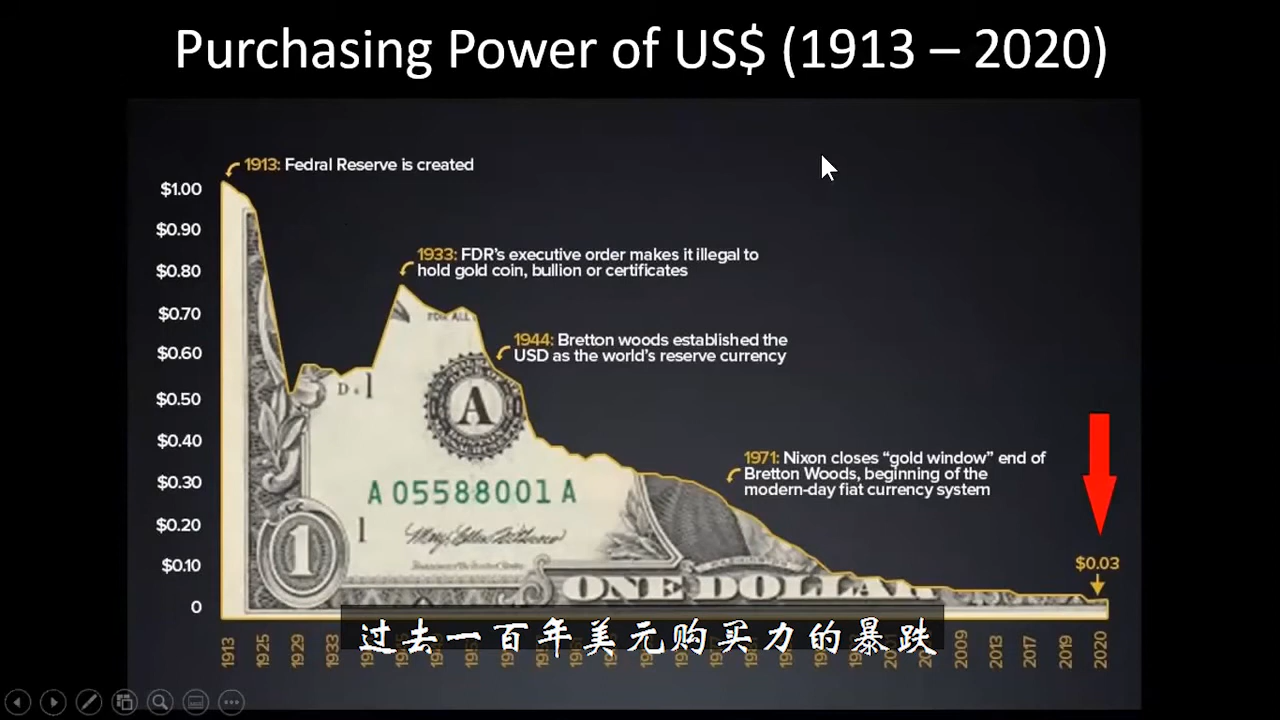 Purchasing Power of US$ (1913 – 2020)
1913: Fedral Reserve is created
$1.00
$0.90
1933: FDR's executive order makes it illegal to
hold gold coin, bullion or certificates
$0.80
$0.70
FOR ALL
1944: Bretton woods established the
USD as the world's reserve currency
$0.60
$0.50
D 1
A
$0.40
1971: Nixon closes "gold window" end of
Bretton Woods, beginning of the
modern-day fiat currency system
$0.30
A 05588001 A
$0.20
1
$0.10
$0.03
1
ONE DOLLAR
0
过去一百年美元购买力的暴跌
1913
1925
1929
1933
2009
2013
2017
2019
2020